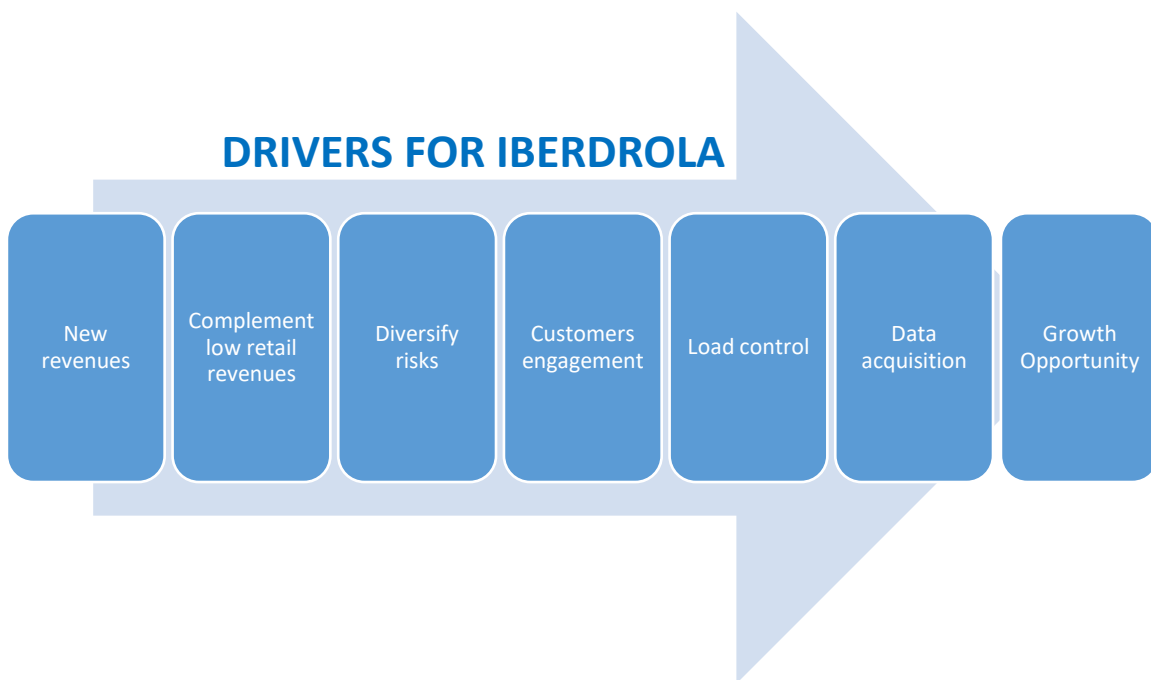 DRIVERS FOR IBERDROLA
New
revenues
Complement
low retail
revenues
Diversify
risks
Customers
engagement
Load control
Data
acquisition
Growth
Opportunity